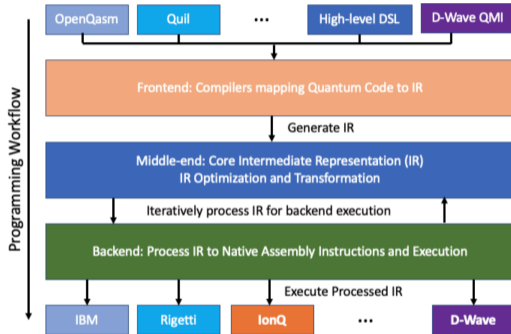 OpenQasm
Quil
...
High-level DSL
D-Wave QMI
Programming Workflow
Frontend: Compilers mapping Quantum Code to IR
Generate IR
Middle-end: Core Intermediate Representation (IR)
IR Optimization and Transformation
Iteratively process IR for backend execution
Backend: Process IR to Native Assembly Instructions and Execution
Execute Processed IR
IBM
Rigetti
IonQ
...
D-Wave